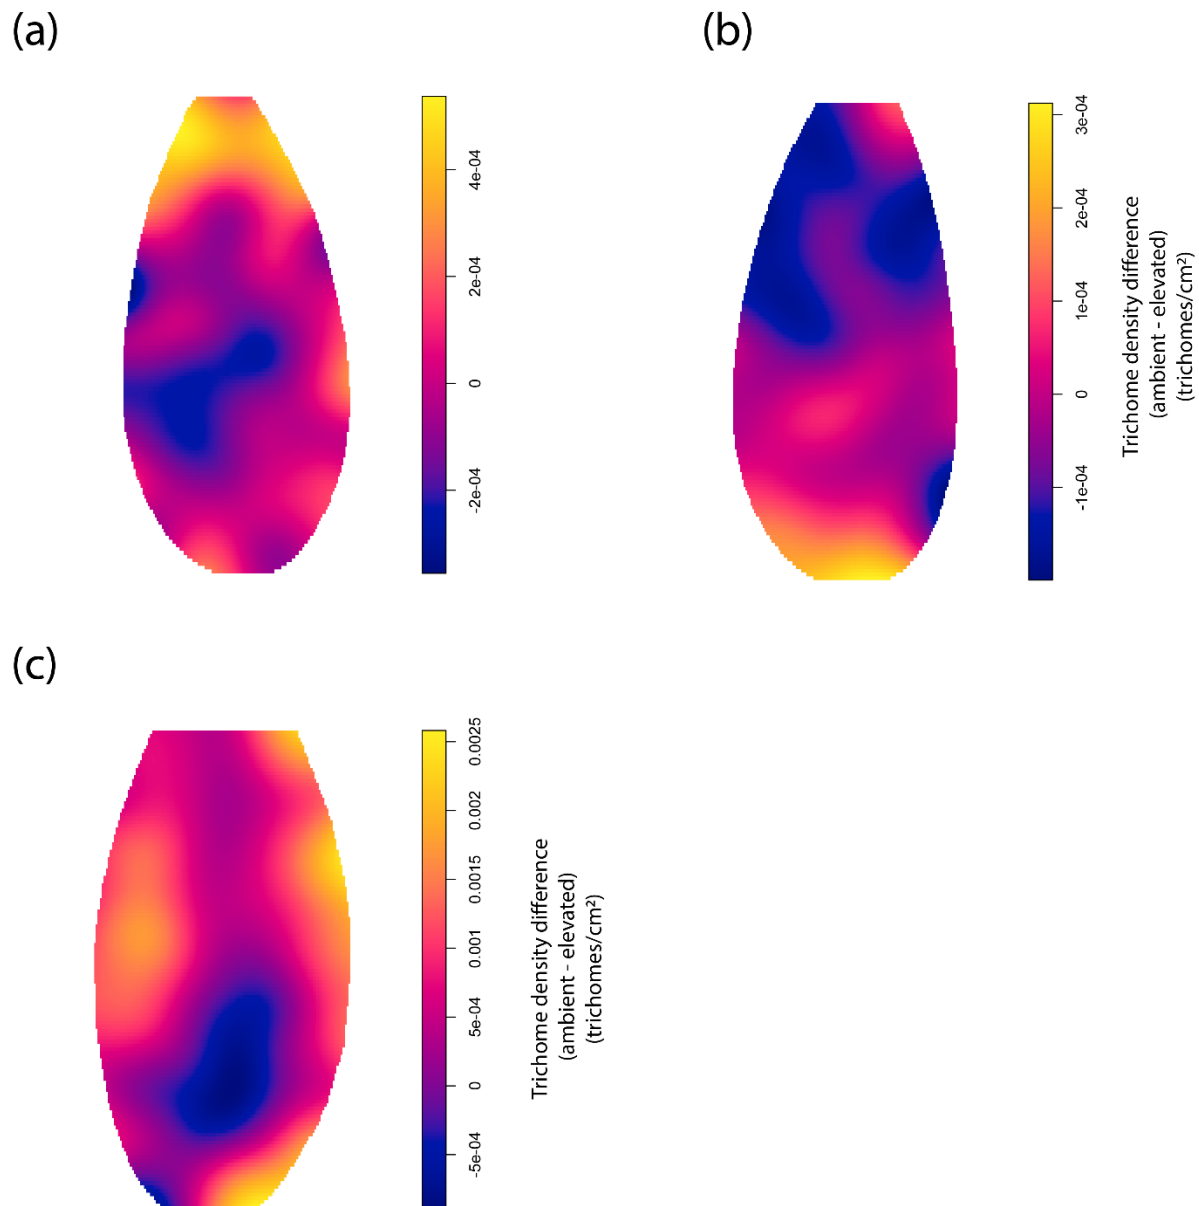 (a)
(b)
4e-04
2e-04
0
-2e-04
3e-04
2e-04
1e-04
0
-1e-04
Trichome density difference
(ambient - elevated)
(trichomes/cm²)
(c)
0.0025
0.002
0.0015
0.001
5e-04
0
-5e-04
Trichome density difference
(ambient - elevated)
(trichomes/cm²)